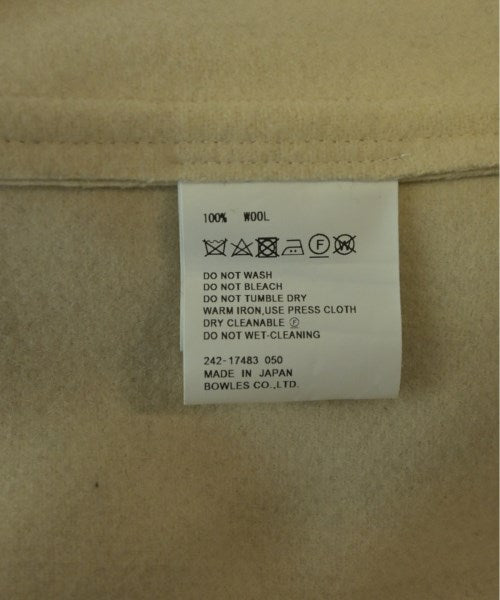 100% WOOL
F W
DO NOT WASH
DO NOT BLEACH
DO NOT TUMBLE DRY
WARM IRON,USE PRESS CLOTH
DRY CLEANABLE Ⓕ
DO NOT WET-CLEANING
242-17483 050
MADE IN JAPAN
BOWLES CO.,LTD.